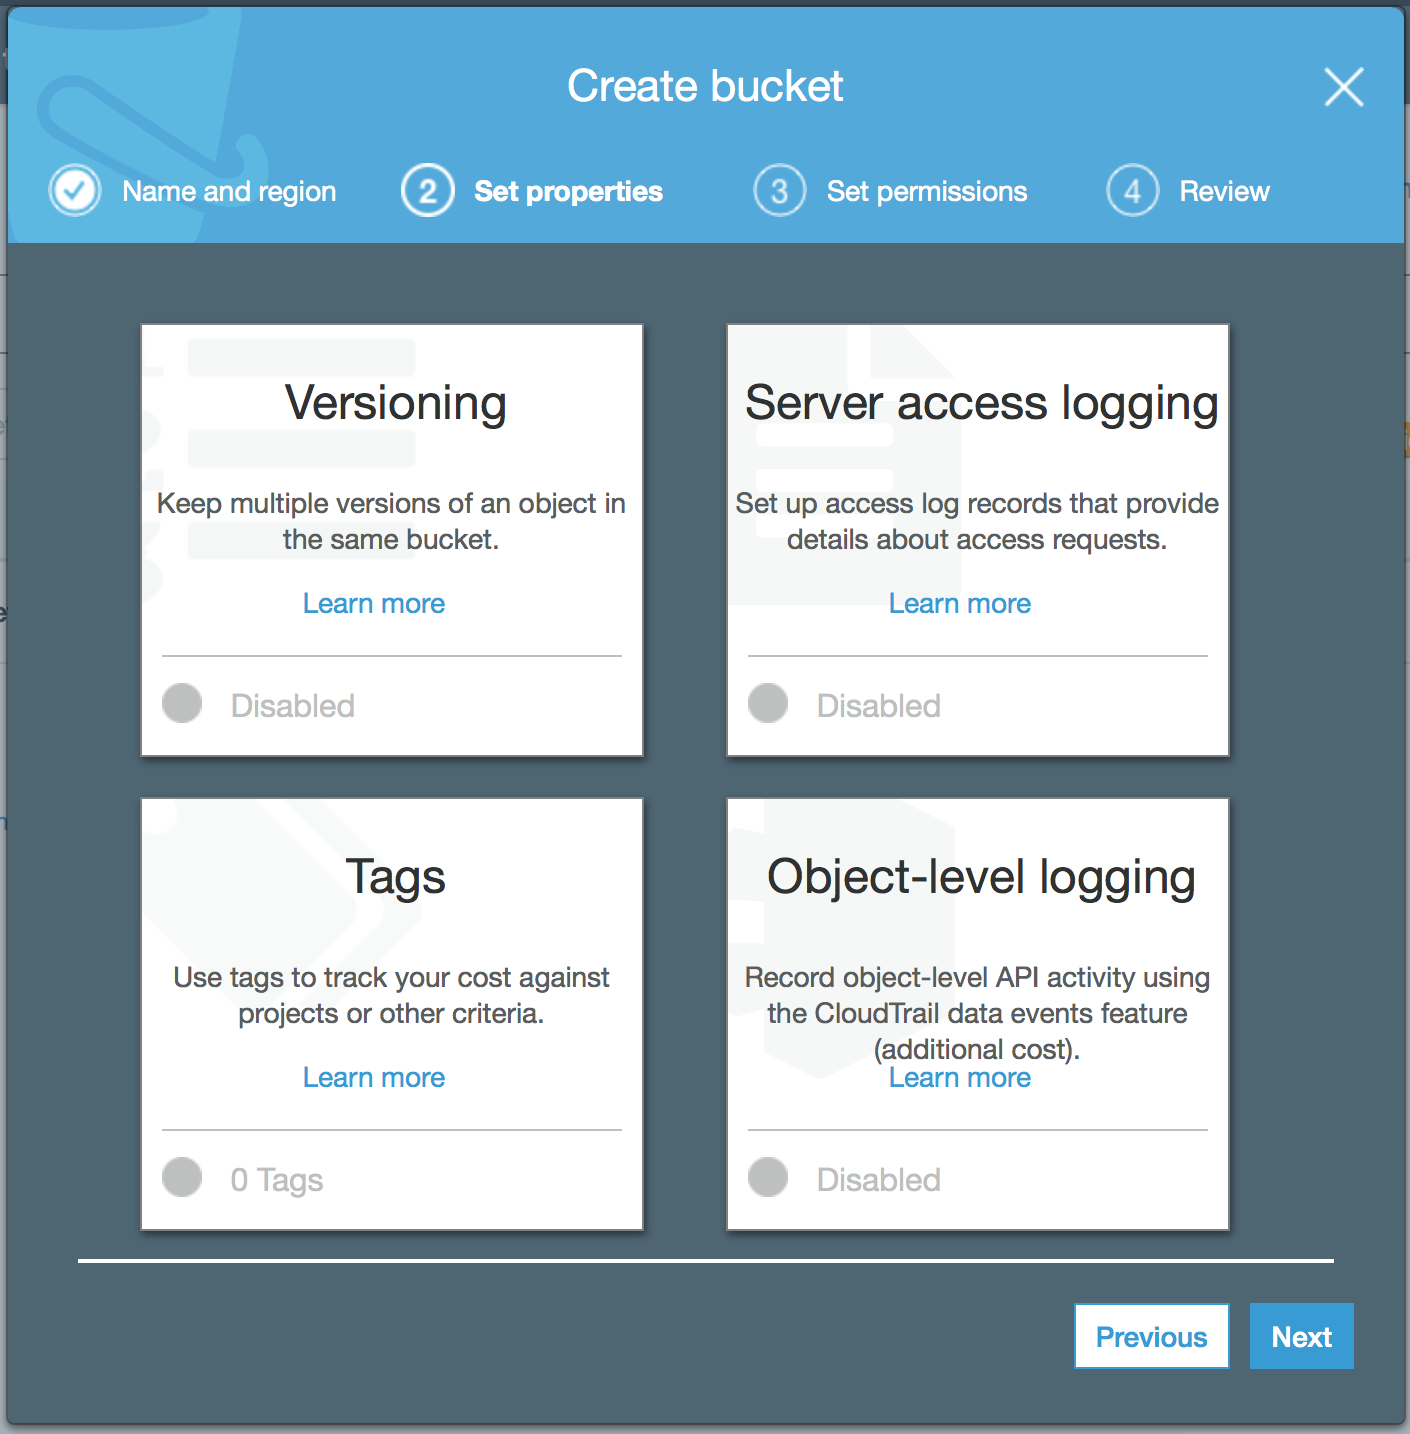 Create bucket
Name and region
2 Set properties
3 Set permissions
4 Review
Versioning
Keep multiple versions of an object in
the same bucket.
Learn more
Disabled
Server access logging
Set up access log records that provide
details about access requests.
Learn more
Disabled
Tags
Use tags to track your cost against
projects or other criteria.
Learn more
0 Tags
Object-level logging
Record object-level API activity using
the CloudTrail data events feature
(additional cost).
Learn more
Disabled
Previous
Next